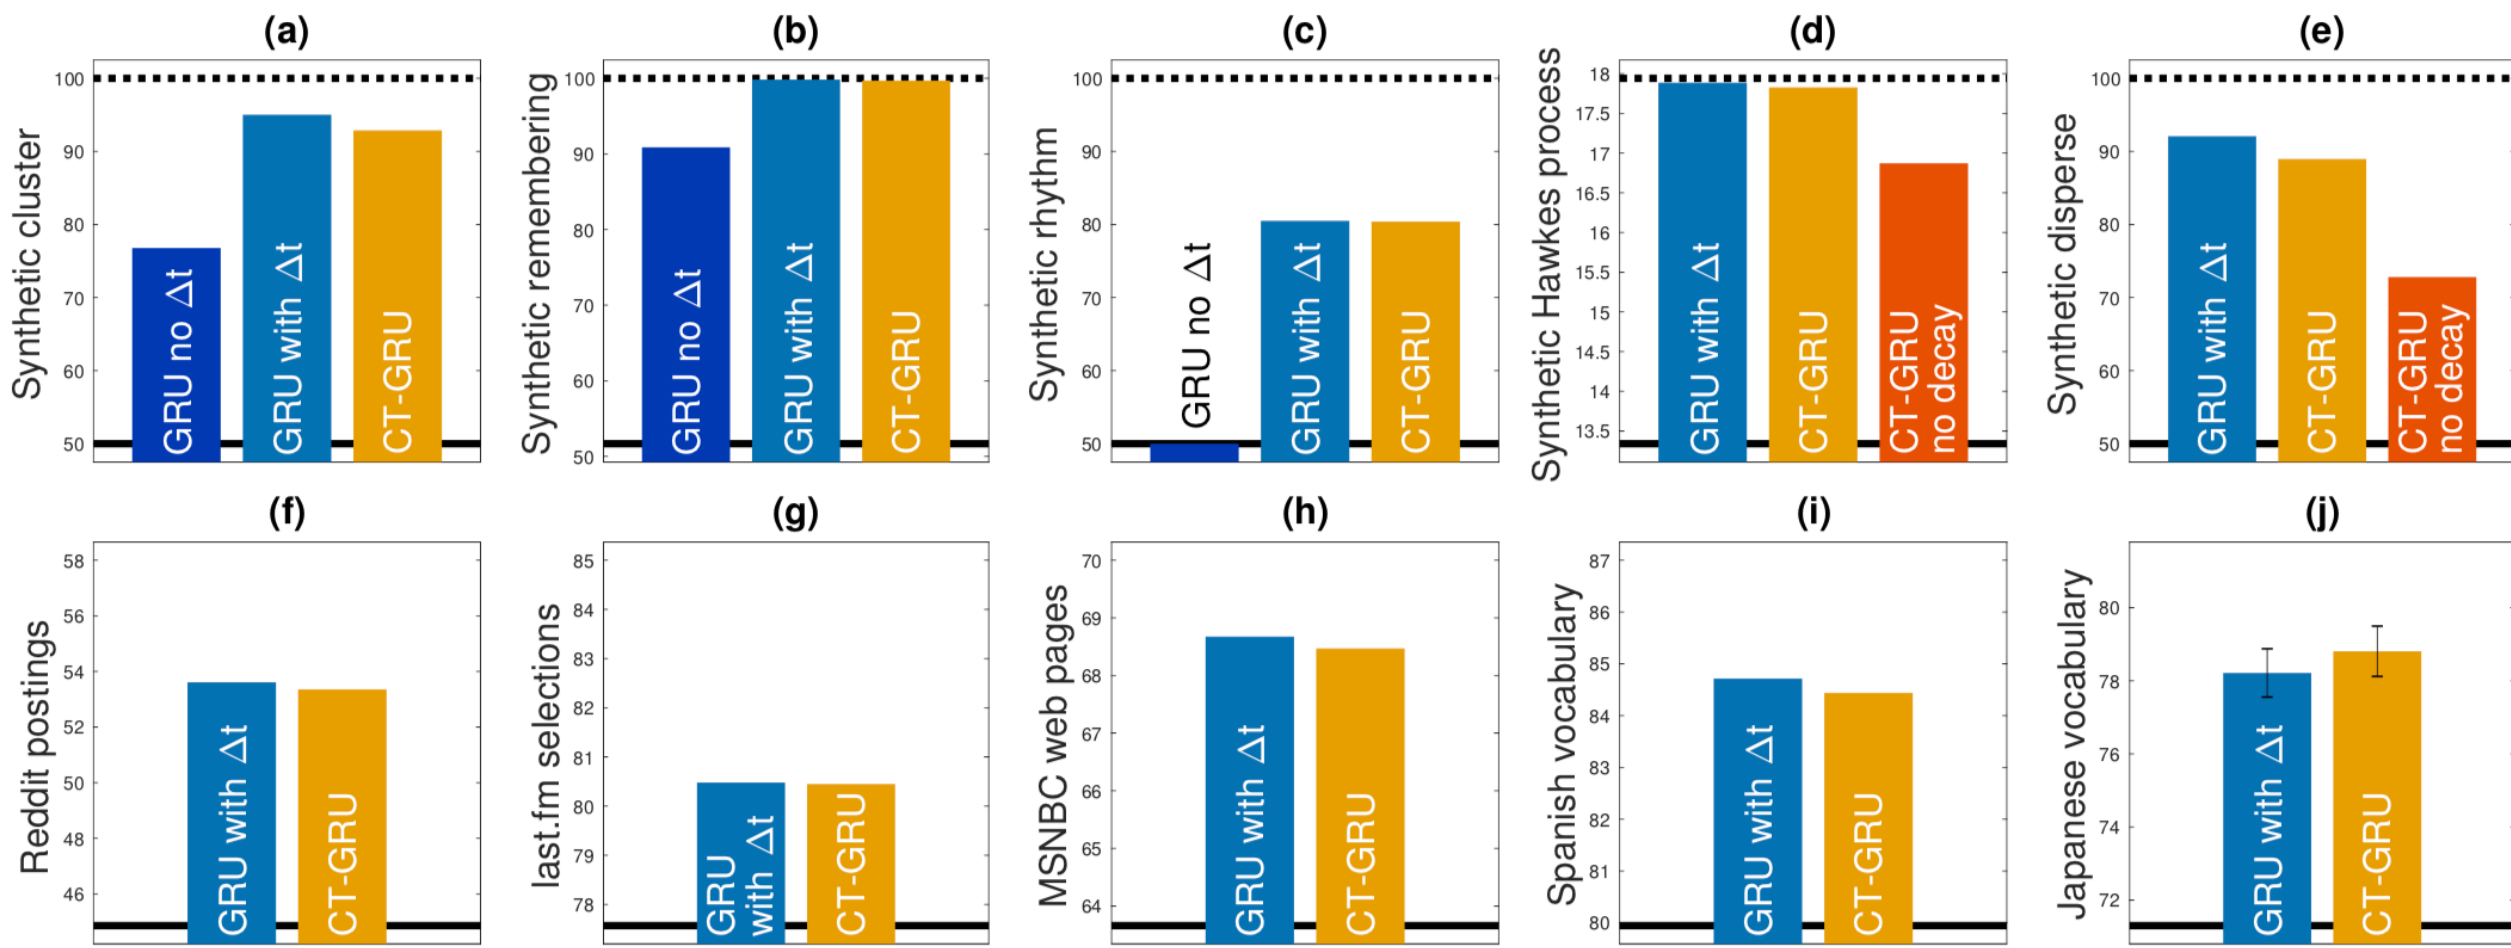 (a)
Synthetic cluster
100
90
80
70
60
50
GRU no Δt
GRU with Δt
CT-GRU
(b)
Synthetic remembering
100
90
80
70
60
50
GRU no Δt
GRU with Δt
CT-GRU
(c)
Synthetic rhythm
100
90
80
70
60
50
GRU no Δt
GRU with Δt
CT-GRU
(d)
Synthetic Hawkes process
18
17.5
17
16.5
16
15.5
15
14.5
14
13.5
GRU with Δt
CT-GRU
CT-GRU
no decay
(e)
Synthetic disperse
100
90
80
70
60
50
GRU with Δt
CT-GRU
CT-GRU
no decay
(f)
Reddit postings
58
56
54
52
50
48
46
GRU with Δt
CT-GRU
(g)
last.fm selections
85
84
83
82
81
80
79
78
GRU
with Δt
CT-GRU
(h)
MSNBC web pages
70
69
68
67
66
65
64
GRU with Δt
CT-GRU
(i)
Spanish vocabulary
87
86
85
84
83
82
81
80
GRU with Δt
CT-GRU
(j)
Japanese vocabulary
80
78
76
74
72
GRU with Δt
CT-GRU